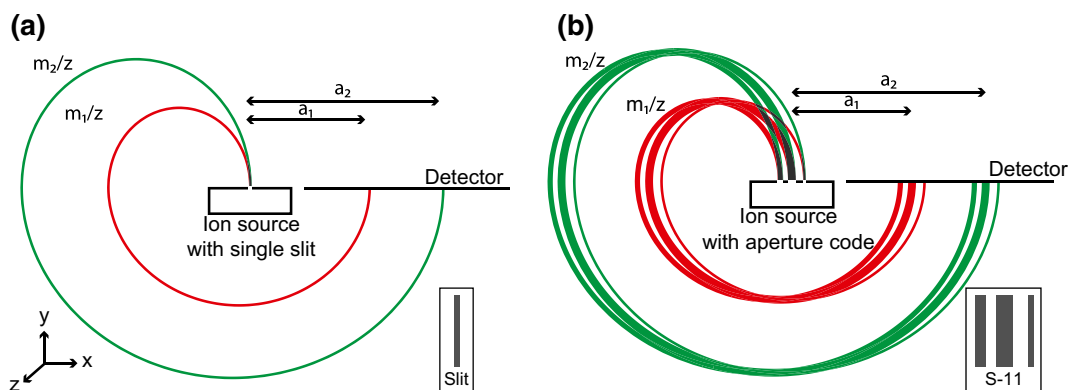 (a)
m₂/z
m₁/z
a₂
a₁
Detector
Ion source
with single slit
y
x
z
Slit
(b)
m₂/z
m₁/z
a₂
a₁
Detector
Ion source
with aperture code
S-11